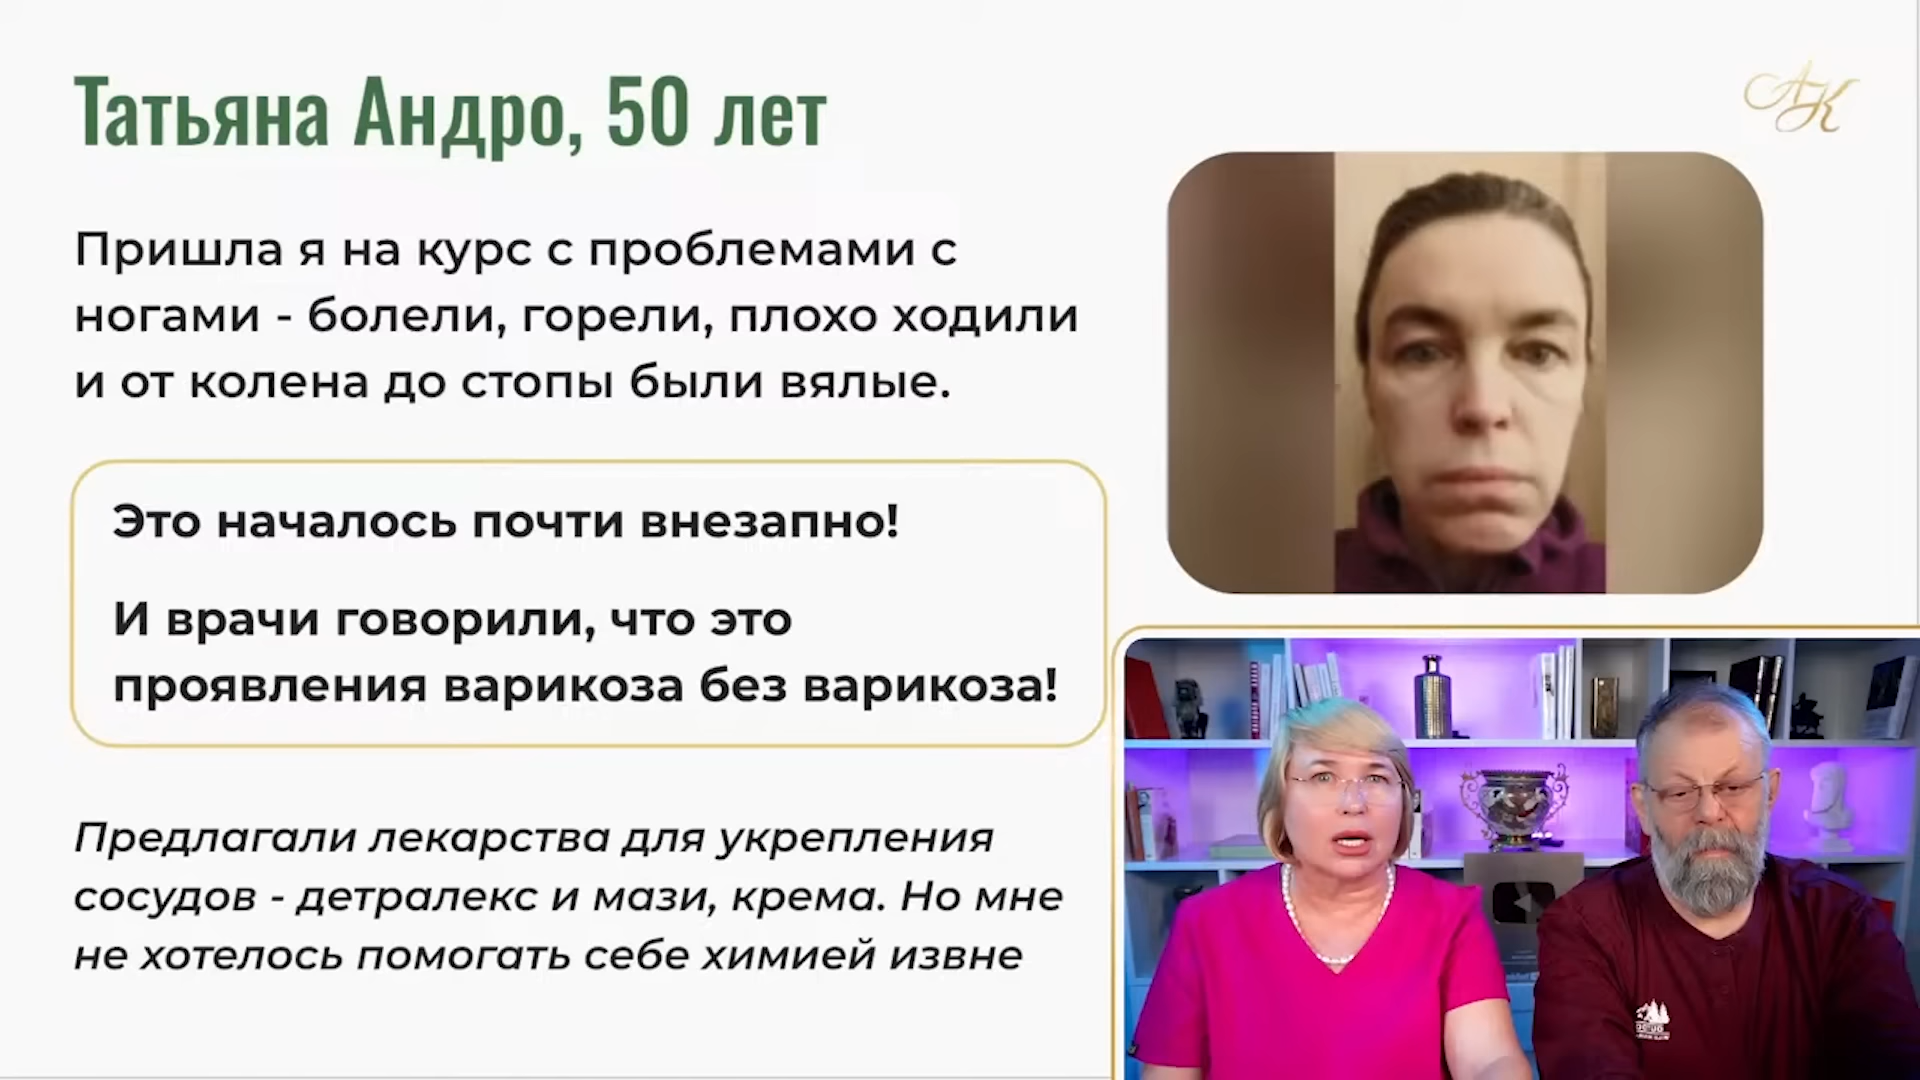 Татьяна Андро, 50 лет
АК
Пришла я на курс с проблемами с
ногами - болели, горели, плохо ходили
и от колена до стопы были вялые.
Это началось почти внезапно!
И врачи говорили, что это
проявления варикоза без варикоза!
Предлагали лекарства для укрепления
сосудов - детралекс и мази, крема. Но мне
не хотелось помогать себе химией извне